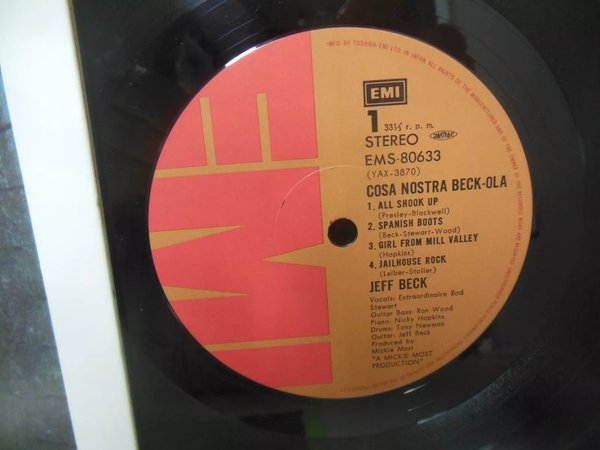 "MFD. BY TOSHIBA-EMI LTD. IN JAPAN. ALL RIGHTS OF THE MANUFACTURER AND OF THE OWNER OF THE RECORDED WORK ARE RESERVED
EMI
EMI
1 33⅓ r. p. m.
STEREO
EMS-80633
(YAX-3870)
COSA NOSTRA BECK-OLA
1. ALL SHOOK UP
(Presley-Blackwell)
2. SPANISH BOOTS
(Beck-Stewart-Wood)
3. GIRL FROM MILL VALLEY
(Hopkins)
4. JAILHOUSE ROCK
(Leiber-Stoller)
JEFF BECK
Vocals: Extraordinaire Rod
Stewart
Guitar Bass: Ron Wood
Piano: Nicky Hopkins
Drums: Tony Newman
Guitar: Jeff Beck
Produced by
Mickie Most
"A MICKIE MOST
PRODUCTION"